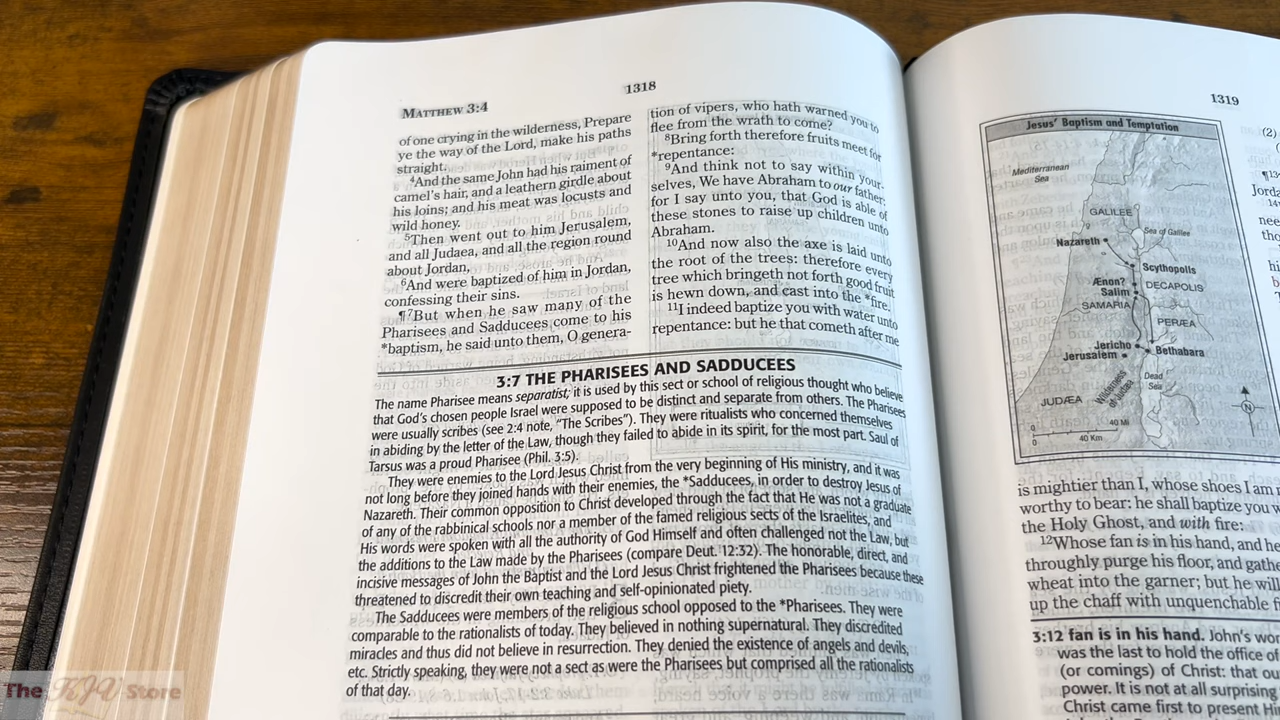 MATTHEW 3:4
1318
of one crying in the wilderness, Prepare
ye the way of the Lord, make his paths
straight.
⁴And the same John had his raiment of
camel's hair, and a leathern girdle about
his loins; and his meat was locusts and
wild honey.
⁵Then went out to him Jerusalem,
and all Judaea, and all the region round
about Jordan,
⁶And were baptized of him in Jordan,
confessing their sins.
¶⁷But when he saw many of the
Pharisees and Sadducees come to his
*baptism, he said unto them, O genera-
tion of vipers, who hath warned you to
flee from the wrath to come?
⁸Bring forth therefore fruits meet for
*repentance:
⁹And think not to say within your-
selves, We have Abraham to our father:
for I say unto you, that God is able of
these stones to raise up children unto
Abraham.
¹⁰And now also the axe is laid unto
the root of the trees: therefore every
tree which bringeth not forth good fruit
is hewn down, and cast into the *fire.
¹¹I indeed baptize you with water unto
repentance: but he that cometh after me
3:7 THE PHARISEES AND SADDUCEES
The name Pharisee means separatist; it is used by this sect or school of religious thought who believe
that God's chosen people Israel were supposed to be distinct and separate from others. The Pharisees
were usually scribes (see 2:4 note, "The Scribes"). They were ritualists who concerned themselves
in abiding by the letter of the Law, though they failed to abide in its spirit, for the most part. Saul of
Tarsus was a proud Pharisee (Phil. 3:5).
They were enemies to the Lord Jesus Christ from the very beginning of His ministry, and it was
not long before they joined hands with their enemies, the *Sadducees, in order to destroy Jesus of
Nazareth. Their common opposition to Christ developed through the fact that He was not a graduate
of any of the rabbinical schools nor a member of the famed religious sects of the Israelites, and
His words were spoken with all the authority of God Himself and often challenged not the Law, but
the additions to the Law made by the Pharisees (compare Deut. 12:32). The honorable, direct, and
incisive messages of John the Baptist and the Lord Jesus Christ frightened the Pharisees because these
threatened to discredit their own teaching and self-opinionated piety.
The Sadducees were members of the religious school opposed to the *Pharisees. They were
comparable to the rationalists of today. They believed in nothing supernatural. They discredited
miracles and thus did not believe in resurrection. They denied the existence of angels and devils,
etc. Strictly speaking, they were not a sect as were the Pharisees but comprised all the rationalists
of that day.
1319
Jesus' Baptism and Temptation
Mediterranean
Sea
GALILEE
Sea of Galilee
Nazareth
Scythopolis
Ænon?
DECAPOLIS
Salim
SAMARIA
PERÆA
Jericho
Jerusalem
Bethabara
Dead
Sea
Wilderness
of Judaea
JUDÆA
N
0 40 Mi
0 40 Km
is mightier than I, whose shoes I am
worthy to bear: he shall baptize you
the Holy Ghost, and with fire:
¹²Whose fan is in his hand, and he
throughly purge his floor, and
wheat into the garner; but he will
up the chaff with unquenchable
3:12 fan is in his hand. John's
was the last to hold the office of
(or comings) of Christ: that
power. It is not at all surprising
Christ came first to present
(2)
¶13
14
The KJV Store